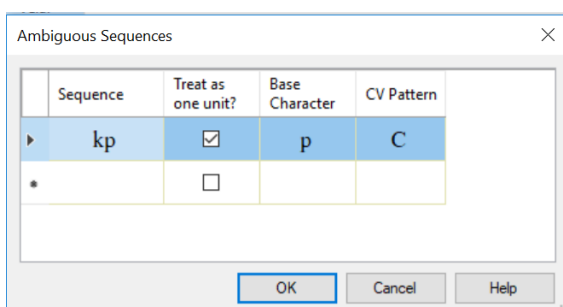 Ambiguous Sequences
Sequence Treat as one unit? Base Character CV Pattern
kp p C
OK Cancel Help